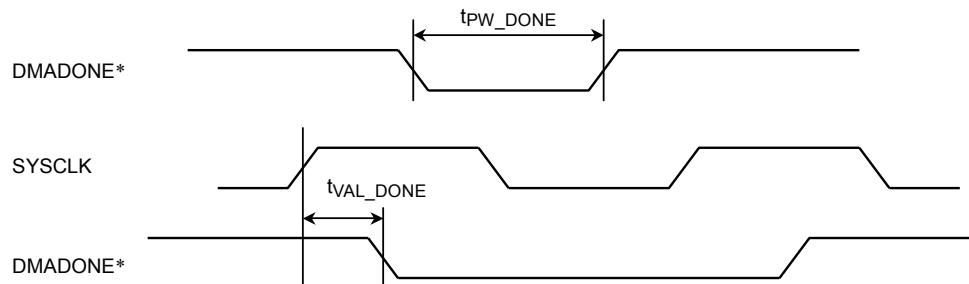 tPW_DONE
DMADONE*
SYSCLK
tVAL_DONE
DMADONE*